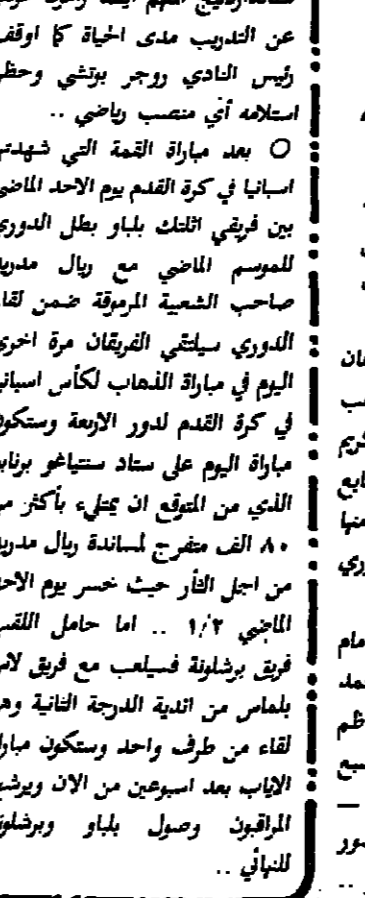 عن التدريب مدى الحياة كما اوقف
رئيس النادي روجر بوتشي وحظر
استلامه أي منصب رياضي ..
○ بعد مباراة القمة التي شهدتها
اسبانيا في كرة القدم يوم الاحد الماضي
بين فريقي اتلتك بلباو بطل الدوري
للموسم الماضي مع ريال مدريد
صاحب الشعبية المرموقة ضمن لقاء
الدوري سيلتقي الفريقان مرة اخرى
اليوم في مباراة الذهاب لكأس اسبانيا
في كرة القدم لدور الاربعة وستكون
مباراة اليوم على ستاد سنتياغو برنابو
الذي من المتوقع ان يمتليء بأكثر من
٨٠ الف متفرج لمساندة ريال مدريد
من اجل الثأر حيث خسر يوم الاحد
الماضي ١/٢ .. اما حامل اللقب
فريق برشلونة فسيلعب مع فريق لاس
بلماس من اندية الدرجة الثانية وهو
لقاء من طرف واحد وستكون مباراة
الاياب بعد اسبوعين من الان ويرشح
المراقبون وصول بلباو وبرشلونة
للنهائي ..